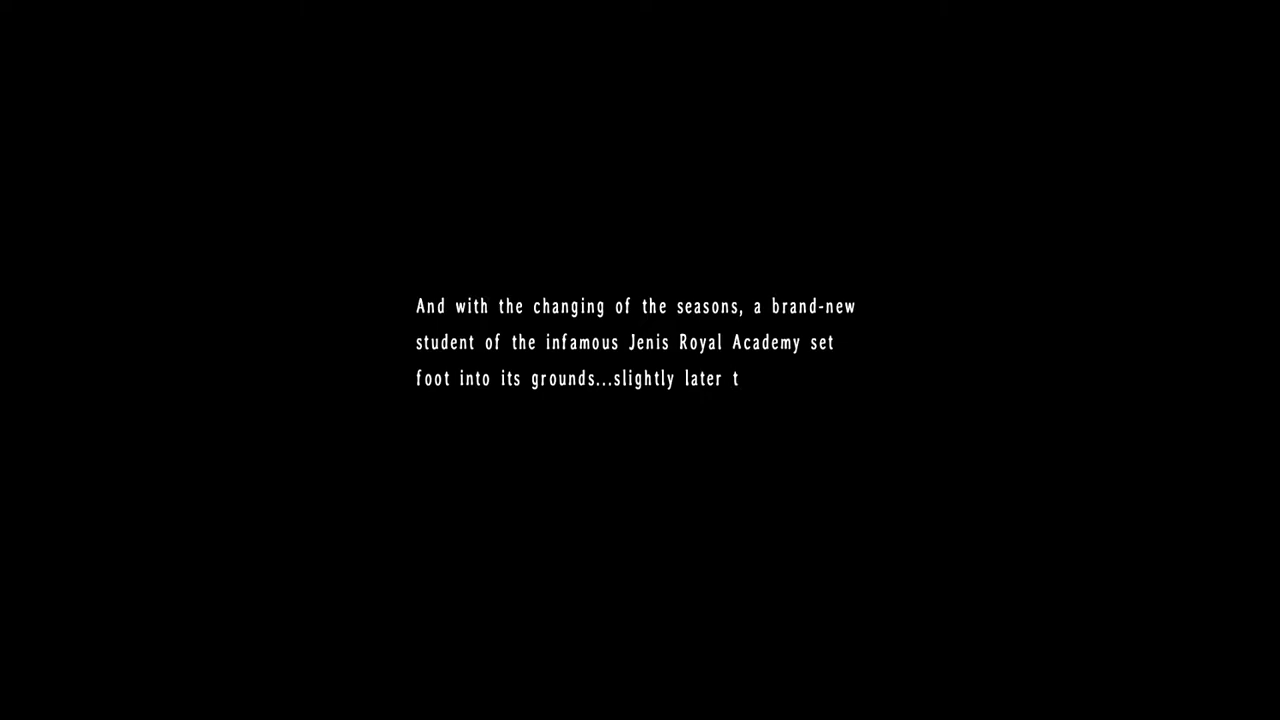 And with the changing of the seasons, a brand-new
student of the infamous Jenis Royal Academy set
foot into its grounds...slightly later t